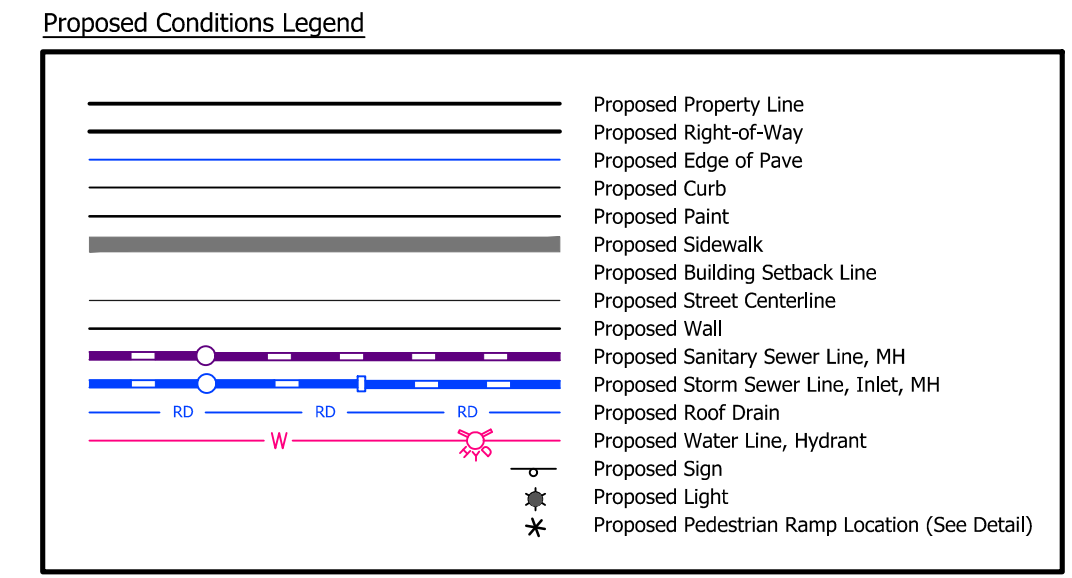 Proposed Conditions Legend
Proposed Property Line
Proposed Right-of-Way
Proposed Edge of Pave
Proposed Curb
Proposed Paint
Proposed Sidewalk
Proposed Building Setback Line
Proposed Street Centerline
Proposed Wall
Proposed Sanitary Sewer Line, MH
Proposed Storm Sewer Line, Inlet, MH
RD RD RD Proposed Roof Drain
W HYD Proposed Water Line, Hydrant
Proposed Sign
Proposed Light
Proposed Pedestrian Ramp Location (See Detail)